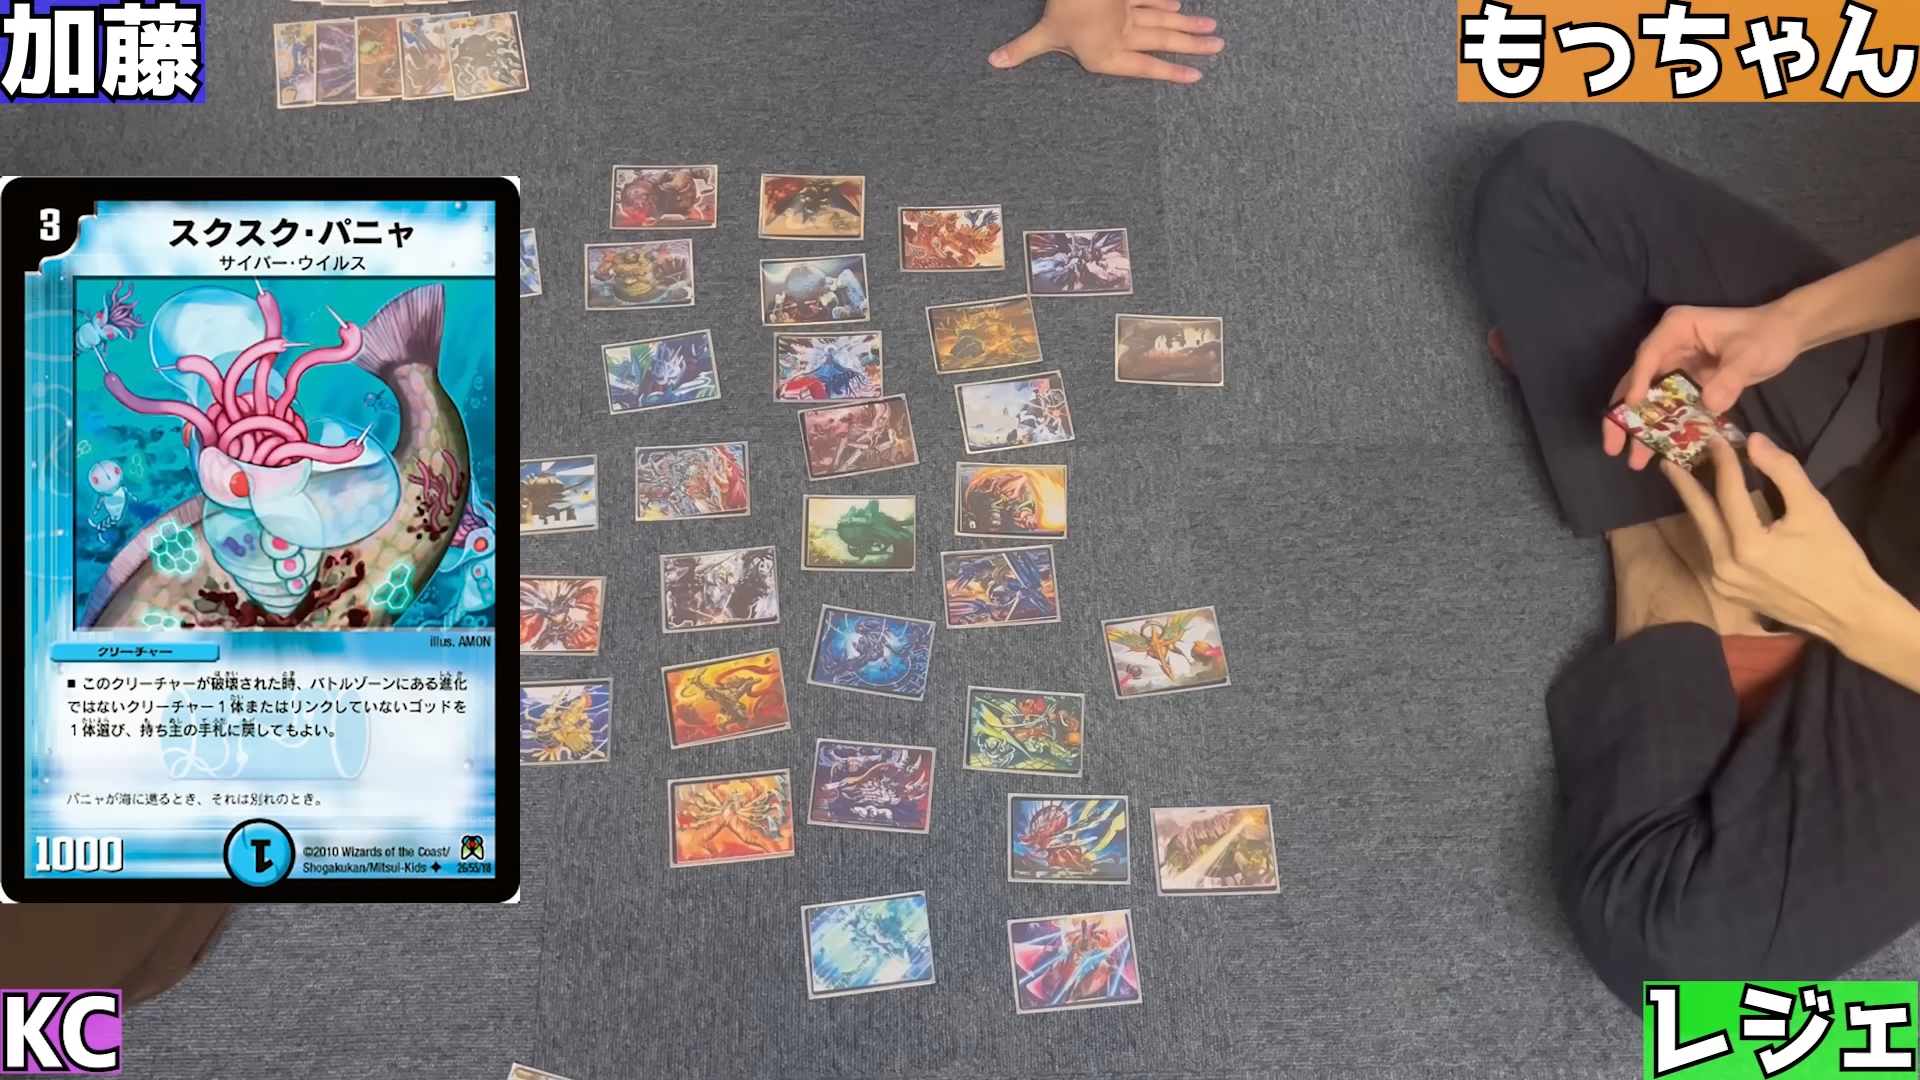 加藤
もっちゃん
3
スクスク・パニャ
サイバー・ウイルス
illus. AMON
クリーチャー
■ このクリーチャーが破壊された時、バトルゾーンにある進化
ではないクリーチャー1体またはリンクしていないゴッドを
1体選び、持ち主の手札に戻してもよい。
パニャが海に還るとき、それは別れのとき。
1000
1
©2010 Wizards of the Coast/
Shogakukan/Mitsui-Kids ◆ 26/55/Y8
KC
レジェ